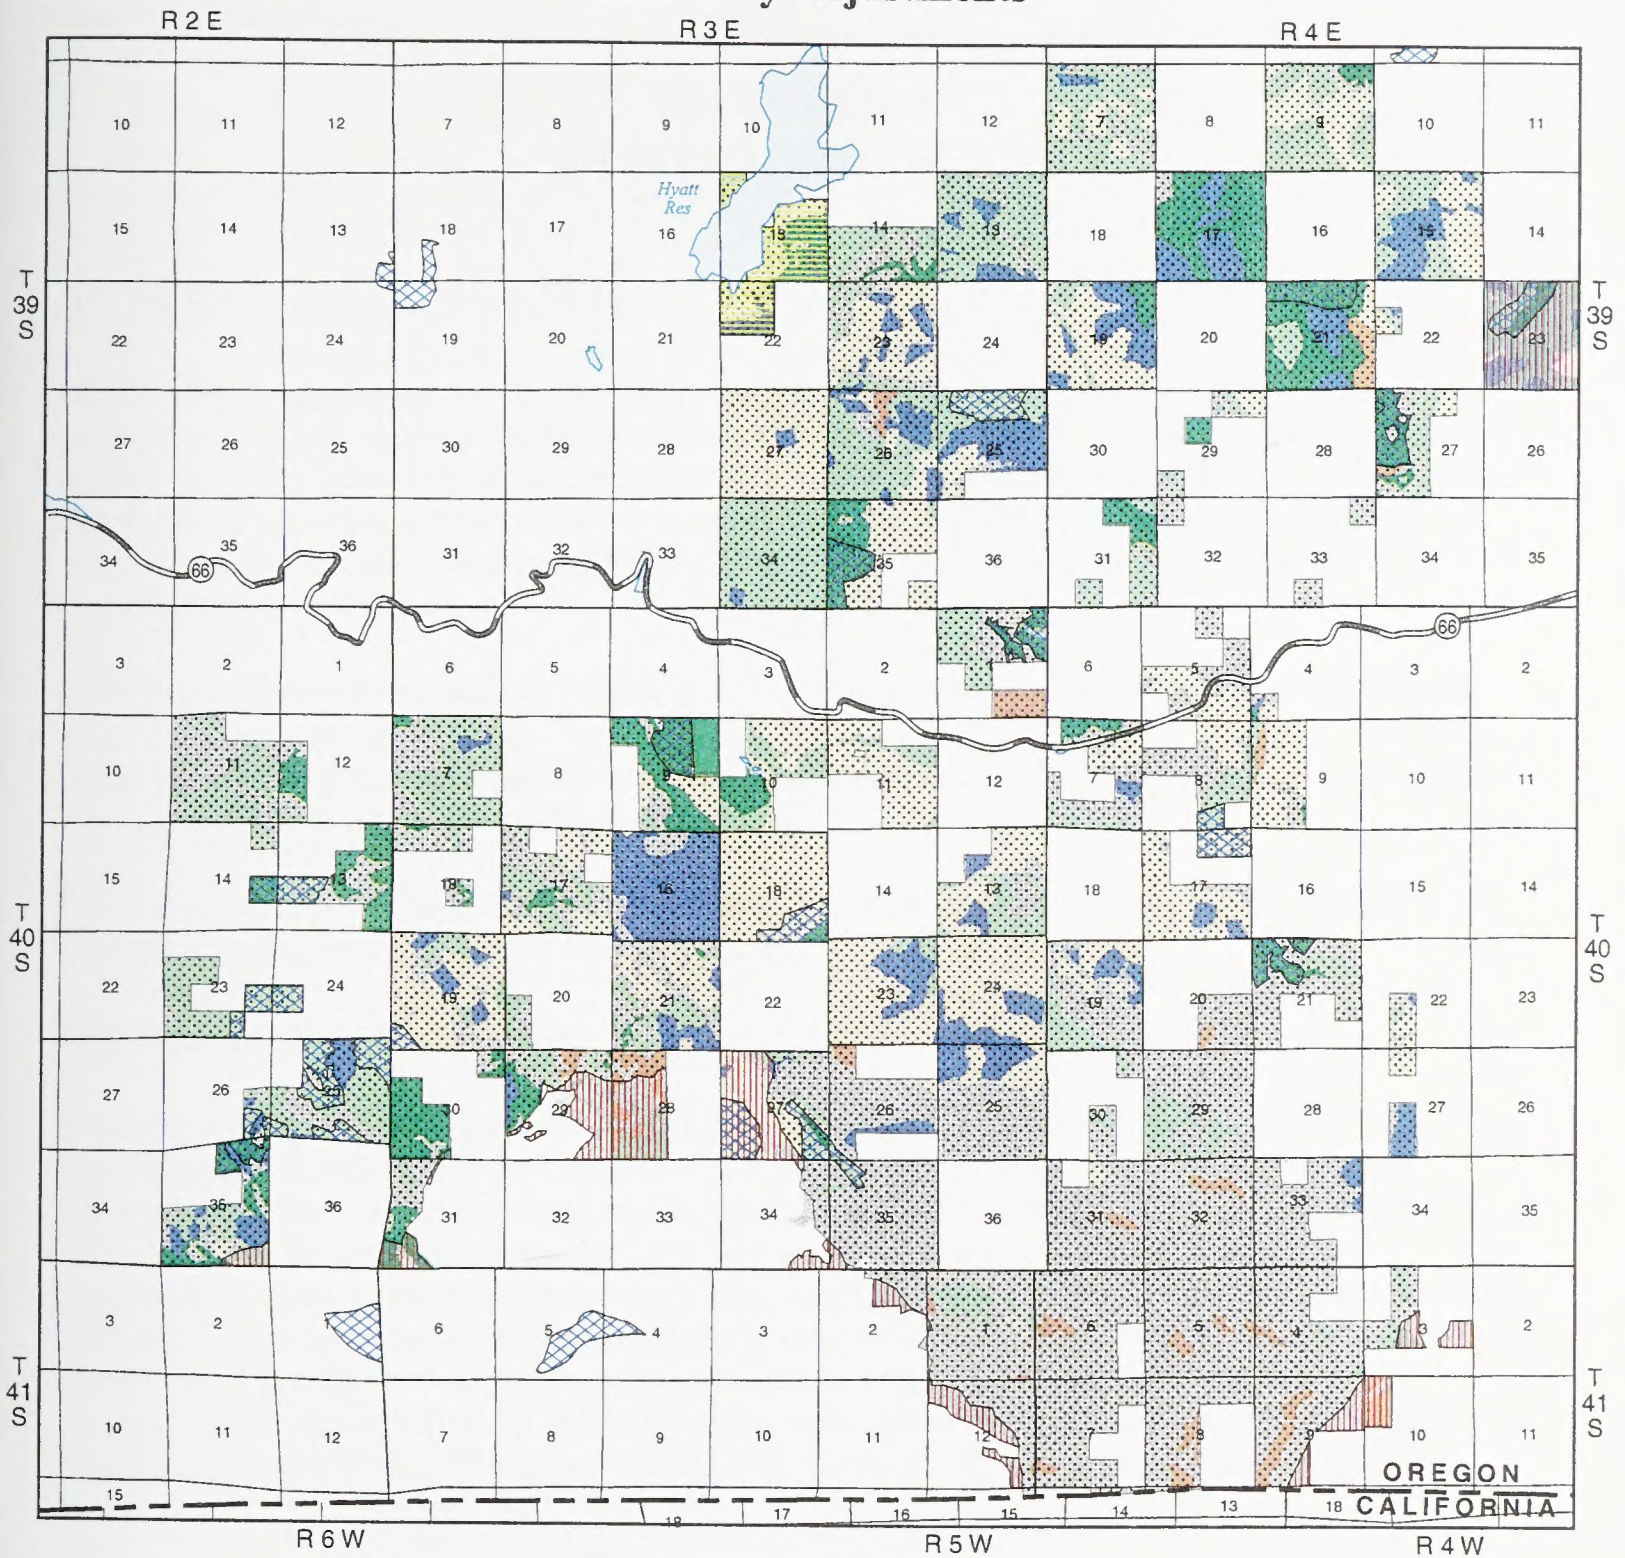 R 2 E R 3 E R 4 E
10 11 12 7 8 9 10 11 12 7 8 9 10 11
Hyatt
Res
15 14 13 18 17 16 13 14 13 18 17 16 15 14
T
39
S
T
39
S
22 23 24 19 20 21 22 23 24 19 20 21 22 23
27 26 25 30 29 28 27 26 25 30 29 28 27 26
34 35 36 31 32 33 34 35 36 31 32 33 34 35
66
66
3 2 1 6 5 4 3 2 1 6 5 4 3 2
10 11 12 7 8 9 10 11 12 7 8 9 10 11
15 14 13 18 17 16 18 14 13 18 17 16 15 14
T
40
S
T
40
S
22 23 24 19 20 21 22 23 24 19 20 21 22 23
27 26 25 30 29 28 27 26 25 30 29 28 27 26
34 35 36 31 32 33 34 35 36 31 32 33 34 35
3 2 1 6 5 4 3 2 1 6 5 4 3 2
T
41
S
T
41
S
10 11 12 7 8 9 10 11 12 7 8 9 10 11
OREGON
CALIFORNIA
15 18 17 16 15 14 13 18
R 6 W R 5 W R 4 W